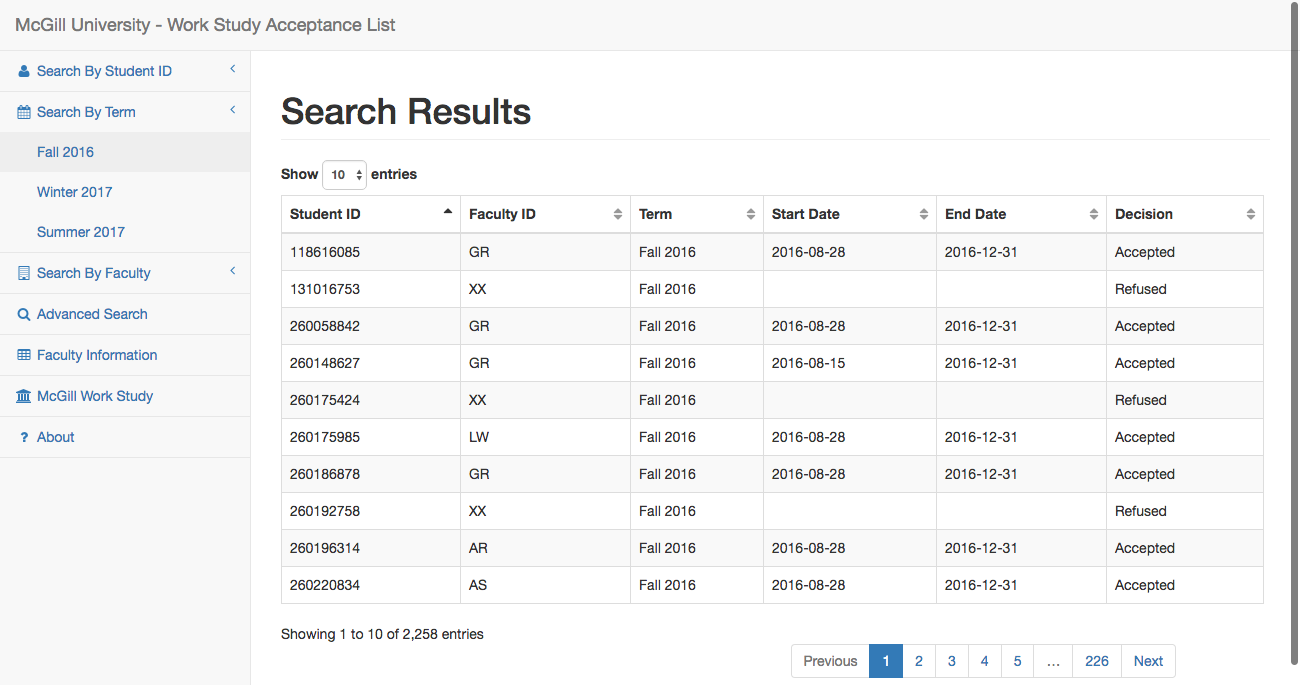 McGill University - Work Study Acceptance List
Search By Student ID
Search By Term
Fall 2016
Winter 2017
Summer 2017
Search By Faculty
Advanced Search
Faculty Information
McGill Work Study
? About
Search Results
Show 10 entries
Student ID Faculty ID Term Start Date End Date Decision
118616085 GR Fall 2016 2016-08-28 2016-12-31 Accepted
131016753 XX Fall 2016 Refused
260058842 GR Fall 2016 2016-08-28 2016-12-31 Accepted
260148627 GR Fall 2016 2016-08-15 2016-12-31 Accepted
260175424 XX Fall 2016 Refused
260175985 LW Fall 2016 2016-08-28 2016-12-31 Accepted
260186878 GR Fall 2016 2016-08-28 2016-12-31 Accepted
260192758 XX Fall 2016 Refused
260196314 AR Fall 2016 2016-08-28 2016-12-31 Accepted
260220834 AS Fall 2016 2016-08-28 2016-12-31 Accepted
Showing 1 to 10 of 2,258 entries
Previous 1 2 3 4 5 … 226 Next